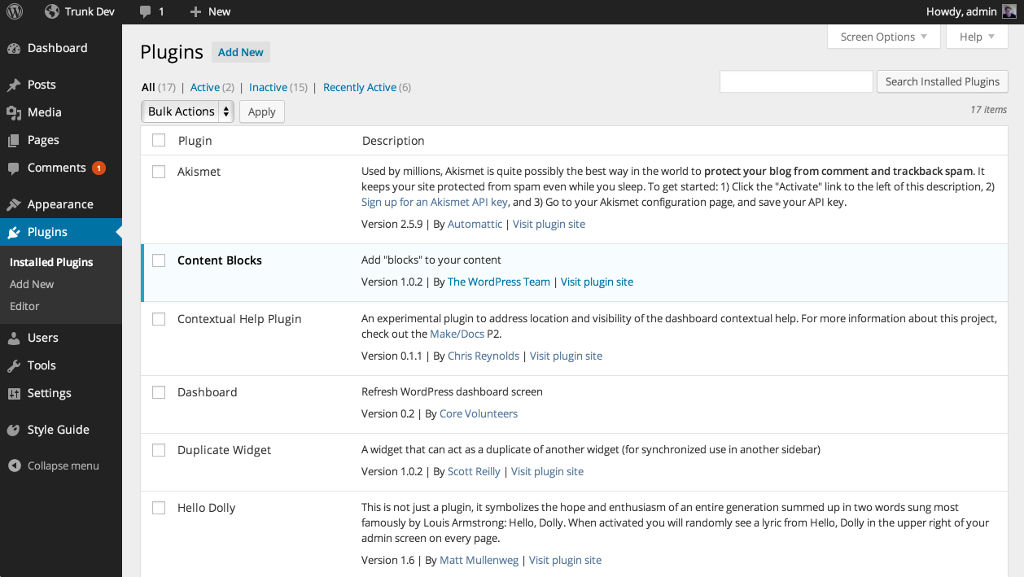 Trunk Dev 1 + New Howdy, admin
Dashboard
Posts
Media
Pages
Comments 1
Appearance
Plugins
Installed Plugins
Add New
Editor
Users
Tools
Settings
Style Guide
Collapse menu
Screen Options Help
Plugins Add New
All (17) | Active (2) | Inactive (15) | Recently Active (6)
Search Installed Plugins
Bulk Actions Apply
17 items
Plugin Description
Akismet
Used by millions, Akismet is quite possibly the best way in the world to protect your blog from comment and trackback spam. It
keeps your site protected from spam even while you sleep. To get started: 1) Click the "Activate" link to the left of this description, 2)
Sign up for an Akismet API key, and 3) Go to your Akismet configuration page, and save your API key.
Version 2.5.9 | By Automattic | Visit plugin site
Content Blocks
Add "blocks" to your content
Version 1.0.2 | By The WordPress Team | Visit plugin site
Contextual Help Plugin
An experimental plugin to address location and visibility of the dashboard contextual help. For more information about this project,
check out the Make/Docs P2.
Version 0.1.1 | By Chris Reynolds | Visit plugin site
Dashboard
Refresh WordPress dashboard screen
Version 0.2 | By Core Volunteers
Duplicate Widget
A widget that can act as a duplicate of another widget (for synchronized use in another sidebar)
Version 1.0.2 | By Scott Reilly | Visit plugin site
Hello Dolly
This is not just a plugin, it symbolizes the hope and enthusiasm of an entire generation summed up in two words sung most
famously by Louis Armstrong: Hello, Dolly. When activated you will randomly see a lyric from Hello, Dolly in the upper right of your
admin screen on every page.
Version 1.6 | By Matt Mullenweg | Visit plugin site